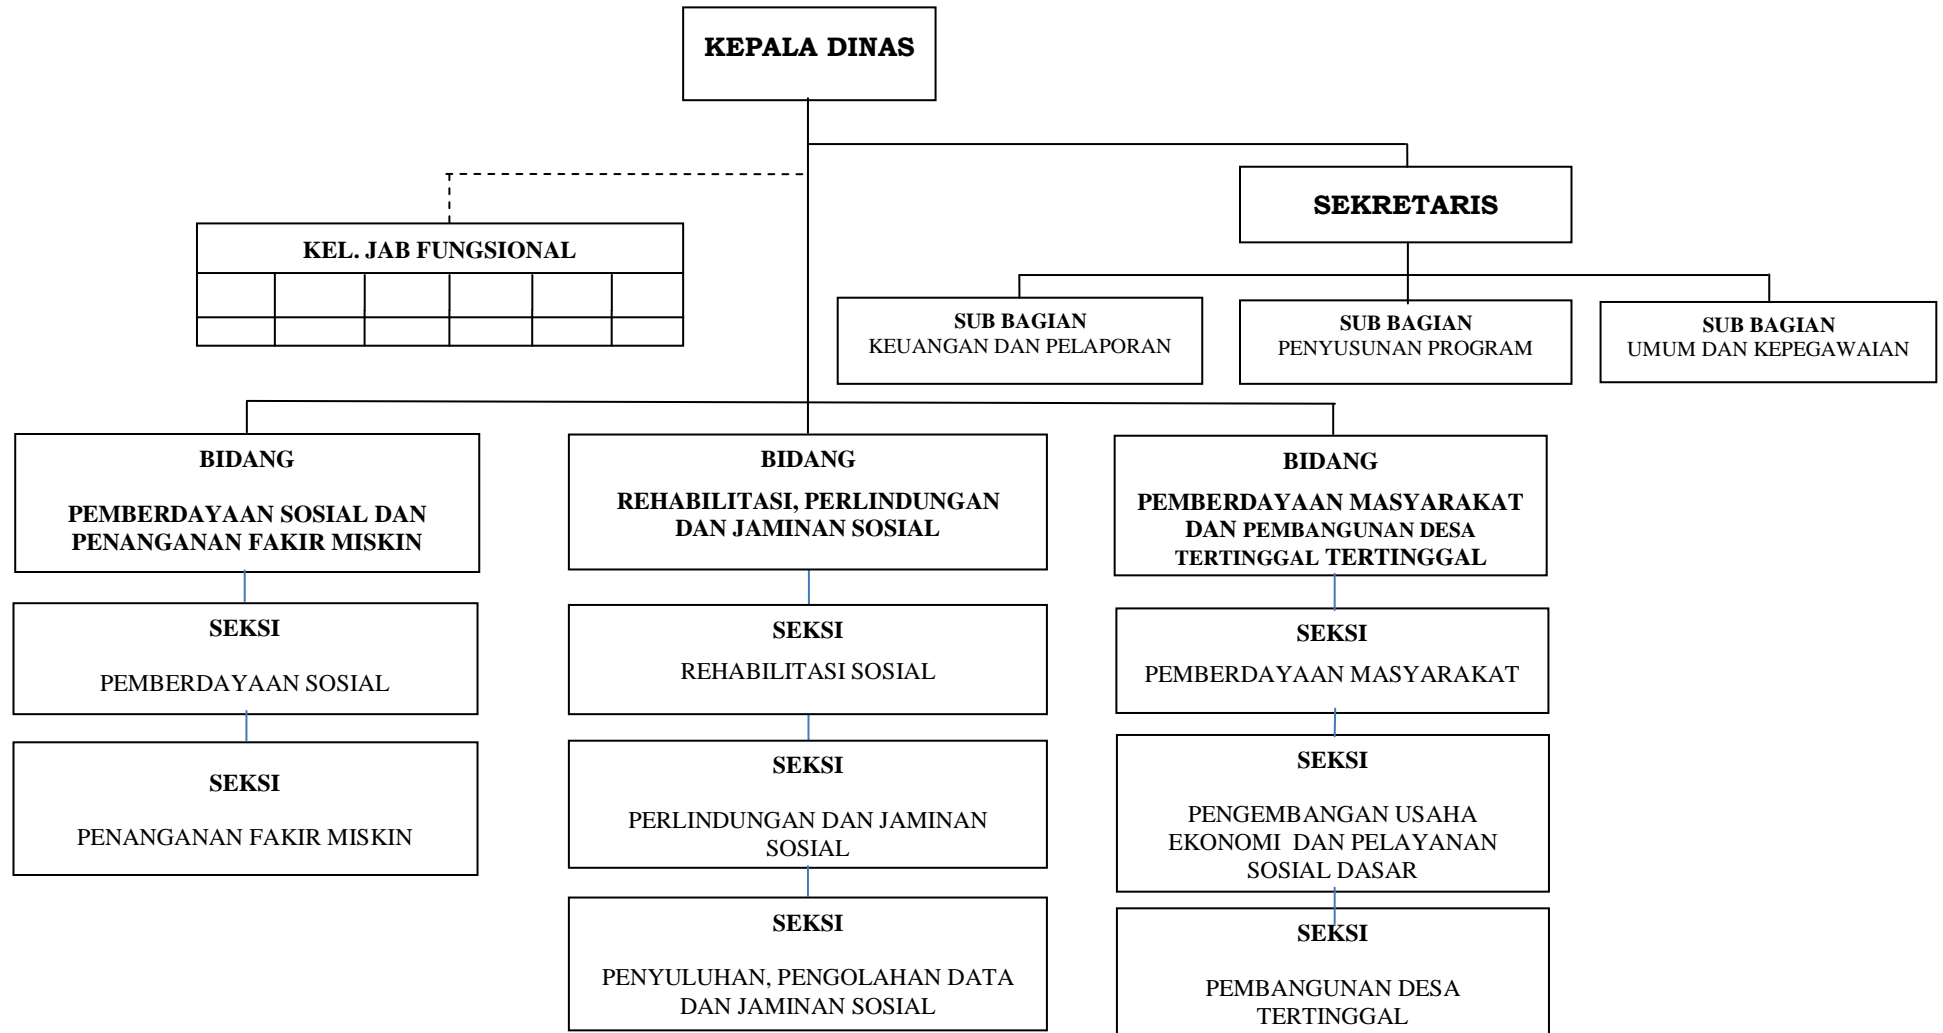 KEPALA DINAS
SEKRETARIS
KEL. JAB FUNGSIONAL
SUB BAGIAN
KEUANGAN DAN PELAPORAN
SUB BAGIAN
PENYUSUNAN PROGRAM
SUB BAGIAN
UMUM DAN KEPEGAWAIAN
BIDANG
PEMBERDAYAAN SOSIAL DAN
PENANGANAN FAKIR MISKIN
BIDANG
REHABILITASI, PERLINDUNGAN
DAN JAMINAN SOSIAL
BIDANG
PEMBERDAYAAN MASYARAKAT
DAN PEMBANGUNAN DESA
TERTINGGAL TERTINGGAL
SEKSI
PEMBERDAYAAN SOSIAL
SEKSI
REHABILITASI SOSIAL
SEKSI
PEMBERDAYAAN MASYARAKAT
SEKSI
PENANGANAN FAKIR MISKIN
SEKSI
PERLINDUNGAN DAN JAMINAN
SOSIAL
SEKSI
PENGEMBANGAN USAHA
EKONOMI  DAN PELAYANAN
SOSIAL DASAR
SEKSI
PENYULUHAN, PENGOLAHAN DATA
DAN JAMINAN SOSIAL
SEKSI
PEMBANGUNAN DESA
TERTINGGAL